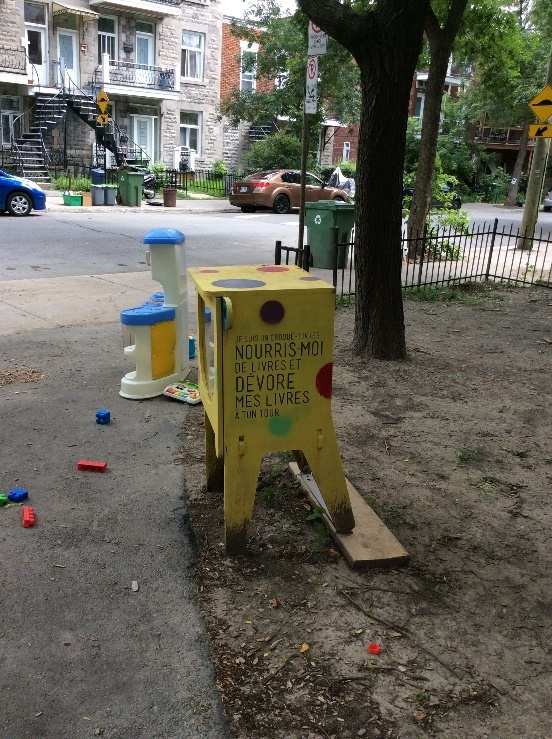 JE SUIS UN CROQUE-LIVRES
NOURRIS-MOI
DE LIVRES ET
DÉVORE
MES LIVRES
À TON TOUR